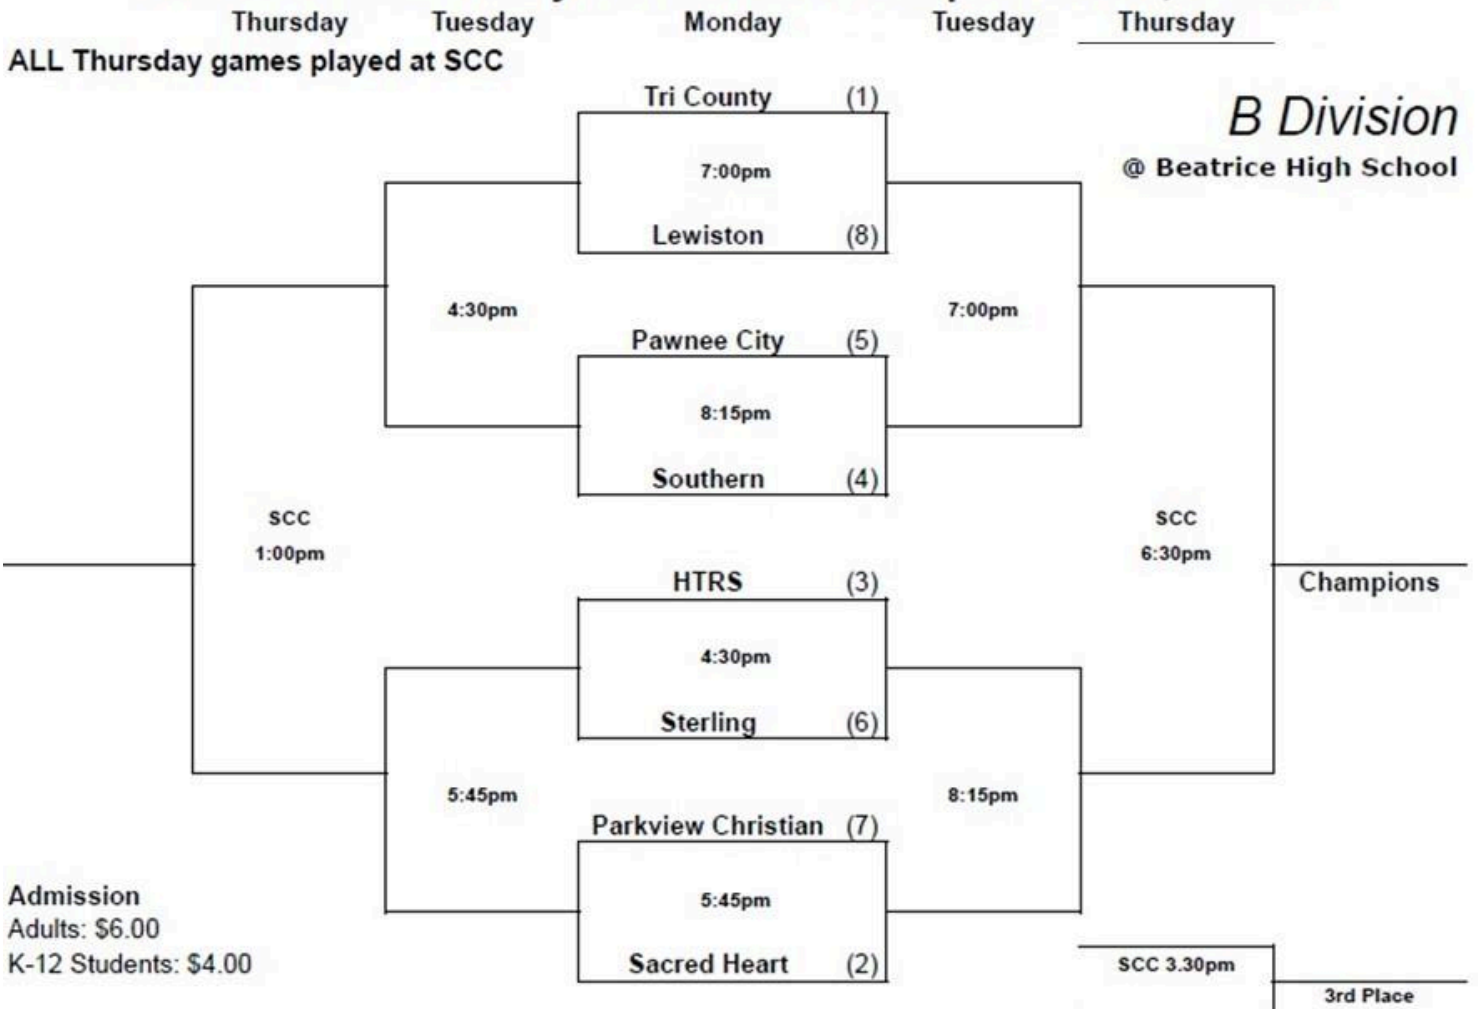 Thursday Tuesday Monday Tuesday Thursday
ALL Thursday games played at SCC
B Division
@ Beatrice High School
Tri County (1)
7:00pm
Lewiston (8)
4:30pm 7:00pm
Pawnee City (5)
8:15pm
Southern (4)
SCC SCC
1:00pm 6:30pm
Champions
HTRS (3)
4:30pm
Sterling (6)
5:45pm 8:15pm
Parkview Christian (7)
5:45pm
Sacred Heart (2)
Admission
Adults: $6.00
K-12 Students: $4.00
SCC 3.30pm
3rd Place